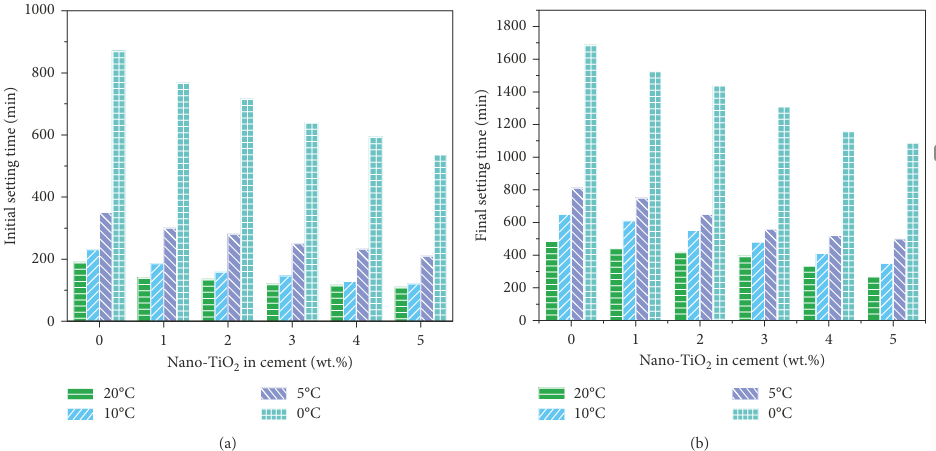 1000
800
600
400
200
0
Initial setting time (min)
0 1 2 3 4 5
Nano-TiO₂ in cement (wt.%)
20°C 5°C
10°C 0°C
(a)
1800
1600
1400
1200
1000
800
600
400
200
0
Final setting time (min)
0 1 2 3 4 5
Nano-TiO₂ in cement (wt.%)
20°C 5°C
10°C 0°C
(b)